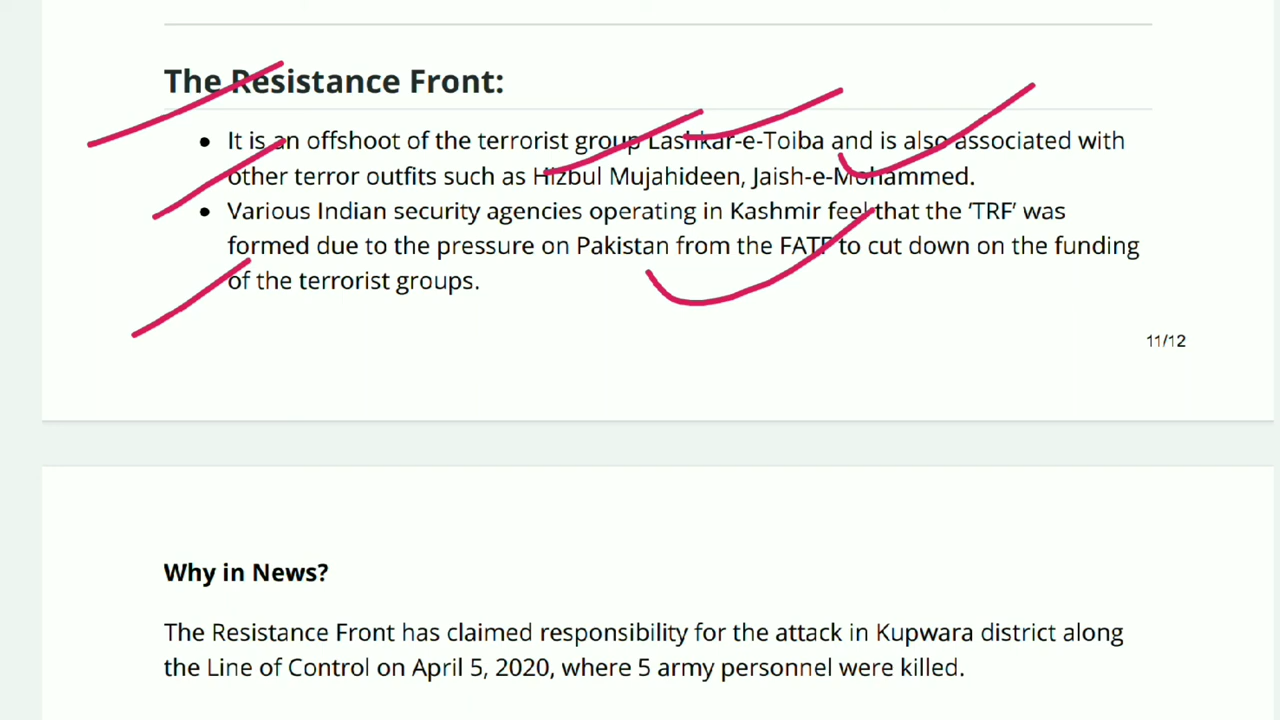 The Resistance Front:
It is an offshoot of the terrorist group Lashkar-e-Toiba and is also associated with
other terror outfits such as Hizbul Mujahideen, Jaish-e-Mohammed.
Various Indian security agencies operating in Kashmir feel that the ‘TRF’ was
formed due to the pressure on Pakistan from the FATF to cut down on the funding
of the terrorist groups.
11/12
Why in News?
The Resistance Front has claimed responsibility for the attack in Kupwara district along
the Line of Control on April 5, 2020, where 5 army personnel were killed.